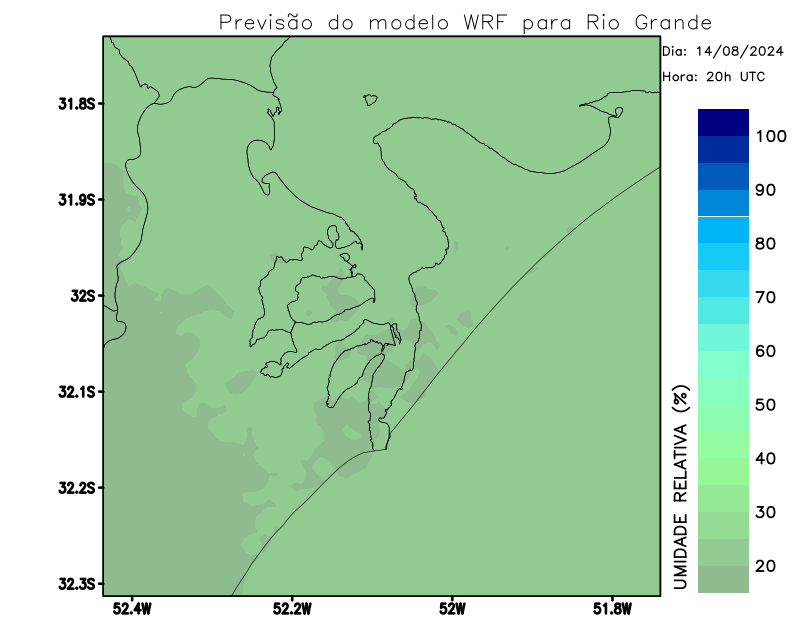 Previsão do modelo WRF para Rio Grande
Dia: 14/08/2024
Hora: 20h UTC
31.8S
31.9S
32S
32.1S
32.2S
32.3S
52.4W
52.2W
52W
51.8W
100
90
80
70
60
50
40
30
20
UMIDADE RELATIVA (%)